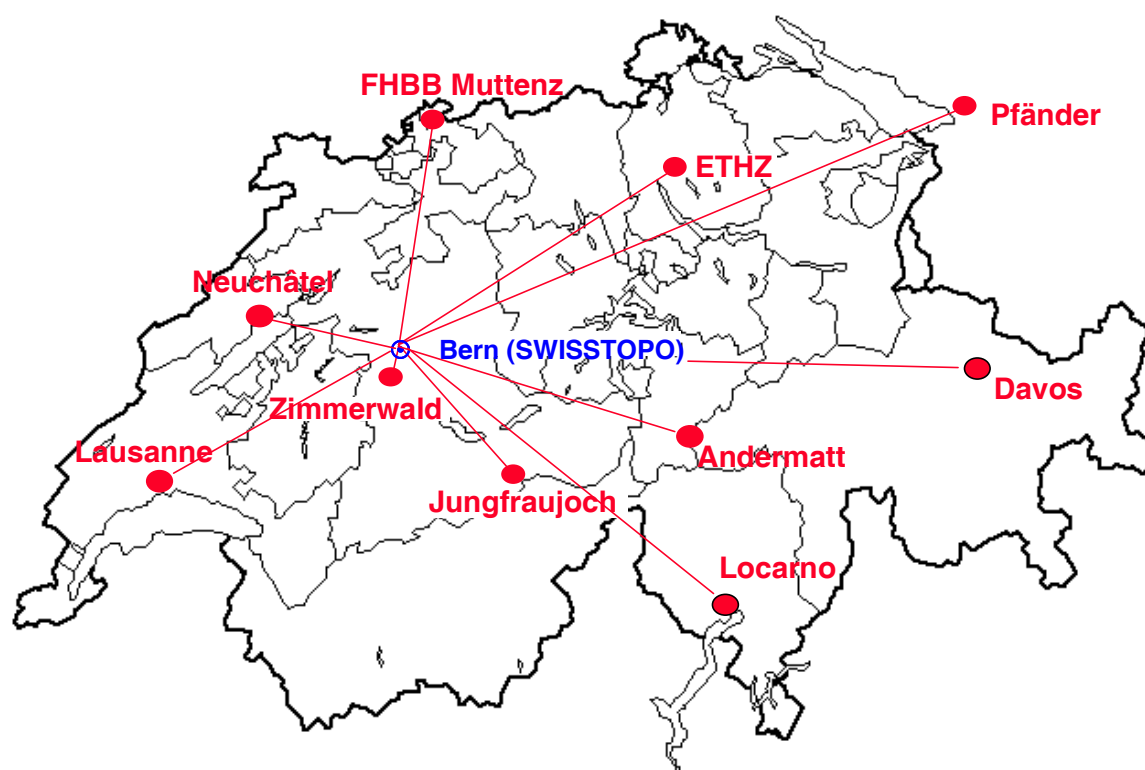 FHBB Muttenz
Pfänder
ETHZ
Neuchâtel
Bern (SWISSTOPO)
Davos
Zimmerwald
Lausanne
Andermatt
Jungfraujoch
Locarno